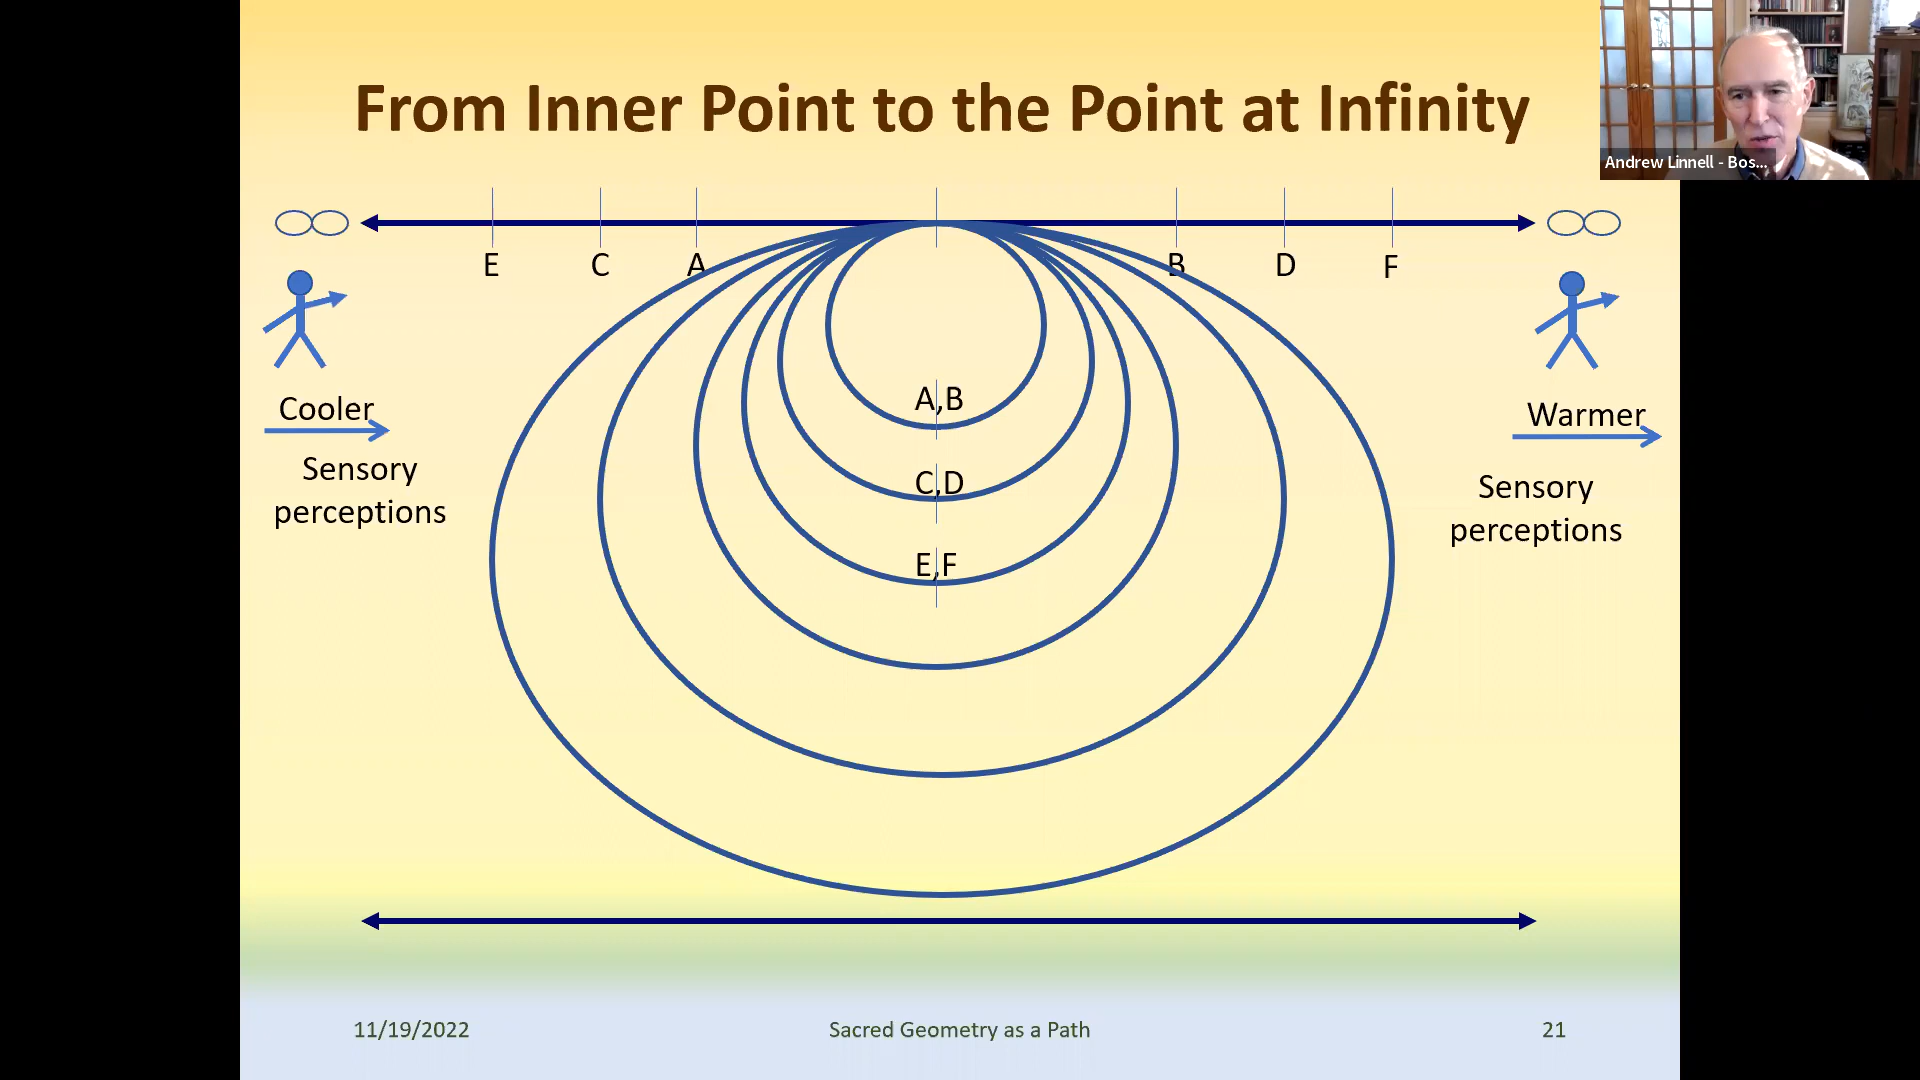 From Inner Point to the Point at Infinity
Andrew Linnell - Bos...
E
C
A
B
D
F
A,B
C,D
E,F
Cooler
Sensory
perceptions
Warmer
Sensory
perceptions
11/19/2022
Sacred Geometry as a Path
21